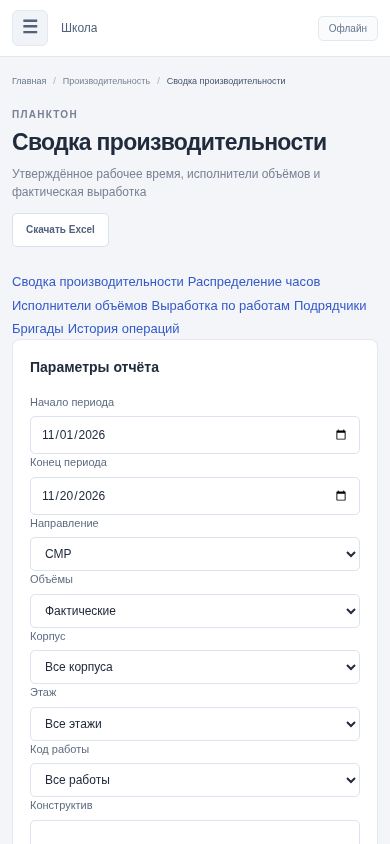 Школа
Офлайн
Главная / Производительность / Сводка производительности
ПЛАНКТОН
Сводка производительности
Утверждённое рабочее время, исполнители объёмов и
фактическая выработка
Скачать Excel
Сводка производительности Распределение часов
Исполнители объёмов Выработка по работам Подрядчики
Бригады История операций
Параметры отчёта
Начало периода
11/01/2026
Конец периода
11/20/2026
Направление
СМР
Объёмы
Фактические
Корпус
Все корпуса
Этаж
Все этажи
Код работы
Все работы
Конструктив